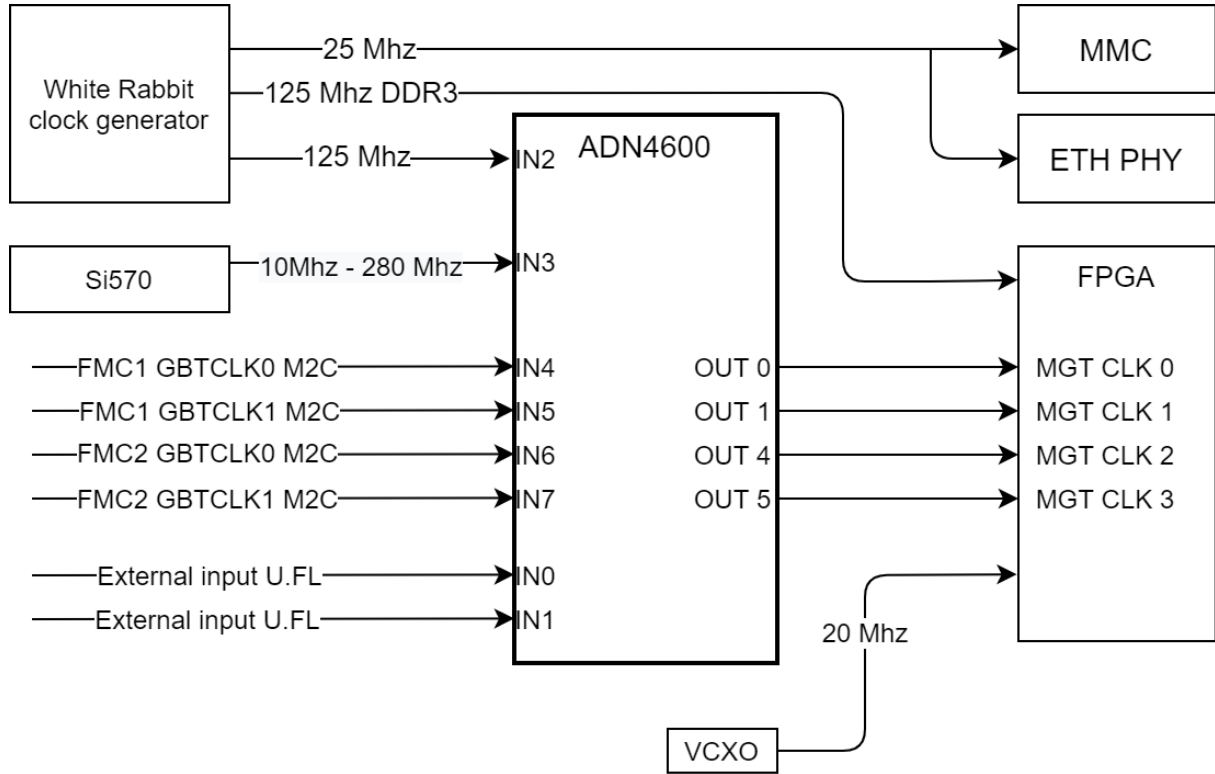 White Rabbit
clock generator
25 Mhz
125 Mhz DDR3
125 Mhz
MMC
ETH PHY
ADN4600
IN2
Si570
10Mhz - 280 Mhz
IN3
FPGA
FMC1 GBTCLK0 M2C
IN4
OUT 0
MGT CLK 0
FMC1 GBTCLK1 M2C
IN5
OUT 1
MGT CLK 1
FMC2 GBTCLK0 M2C
IN6
OUT 4
MGT CLK 2
FMC2 GBTCLK1 M2C
IN7
OUT 5
MGT CLK 3
External input U.FL
IN0
External input U.FL
IN1
20 Mhz
VCXO